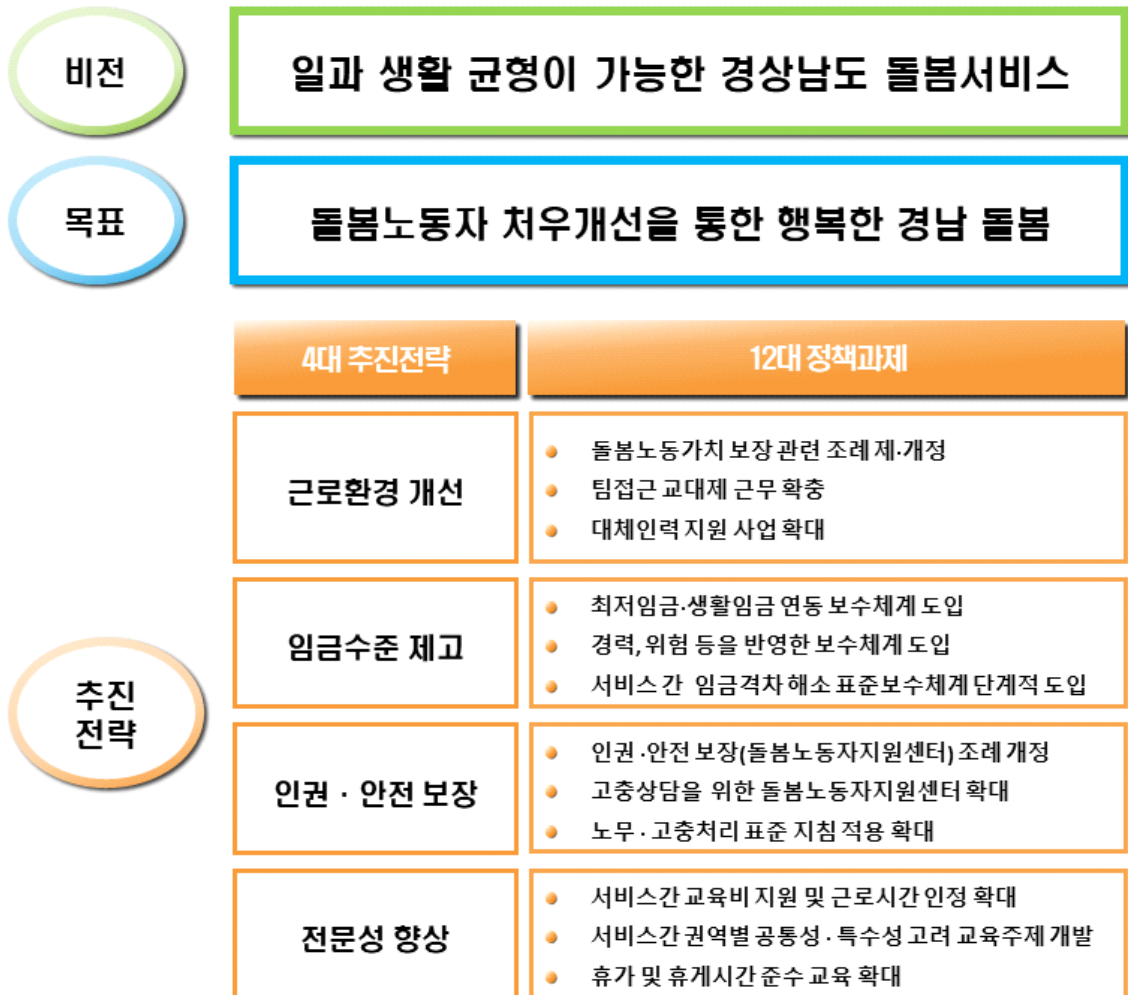 비전
일과 생활 균형이 가능한 경상남도 돌봄서비스
목표
돌봄노동자 처우개선을 통한 행복한 경남 돌봄
4대 추진전략
12대 정책과제
추진
전략
근로환경 개선
돌봄노동가치 보장 관련 조례 제·개정
팀접근 교대제 근무 확충
대체인력 지원 사업 확대
임금수준 제고
최저임금·생활임금 연동 보수체계 도입
경력, 위험 등을 반영한 보수체계 도입
서비스 간 임금격차 해소 표준보수체계 단계적 도입
인권 · 안전 보장
인권 · 안전 보장(돌봄노동자지원센터) 조례 개정
고충상담을 위한 돌봄노동자지원센터 확대
노무 · 고충처리 표준 지침 적용 확대
전문성 향상
서비스간 교육비 지원 및 근로시간 인정 확대
서비스간 권역별 공통성 · 특수성 고려 교육주제 개발
휴가 및 휴게시간 준수 교육 확대